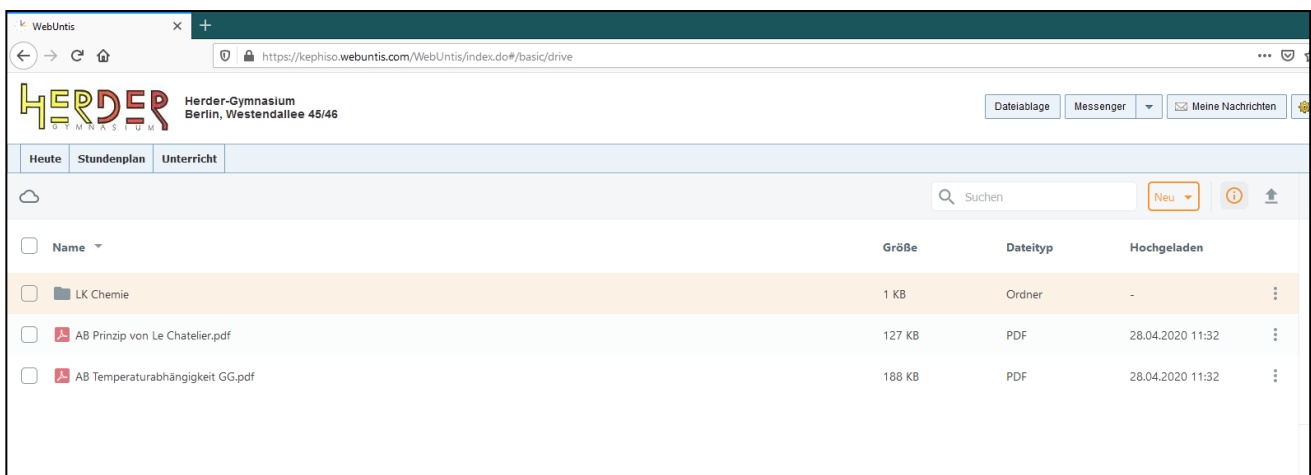 WebUntis
https://kephiso.webuntis.com/WebUntis/index.do#/basic/drive
HERDER
GYMNASIUM
Herder-Gymnasium
Berlin, Westendallee 45/46
Dateiablage Messenger Meine Nachrichten
Heute Stundenplan Unterricht
Suchen Neu
Name Größe Dateityp Hochgeladen
LK Chemie 1 KB Ordner -
AB Prinzip von Le Chatelier.pdf 127 KB PDF 28.04.2020 11:32
AB Temperaturabhängigkeit GG.pdf 188 KB PDF 28.04.2020 11:32